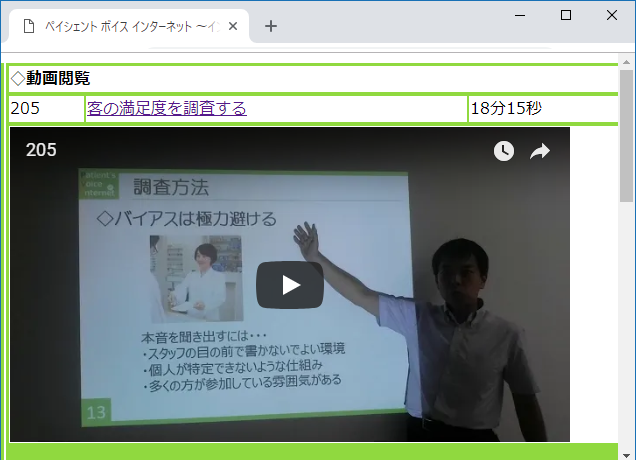 ペイシェント ボイス インターネット ～イン
◇動画閲覧
205 客の満足度を調査する 18分15秒
205
Patient's
Voice
Internet
調査方法
◇バイアスは極力避ける
本音を聞き出すには・・・
・スタッフの目の前で書かないでよい環境
・個人が特定できないような仕組み
・多くの方が参加している雰囲気がある
13